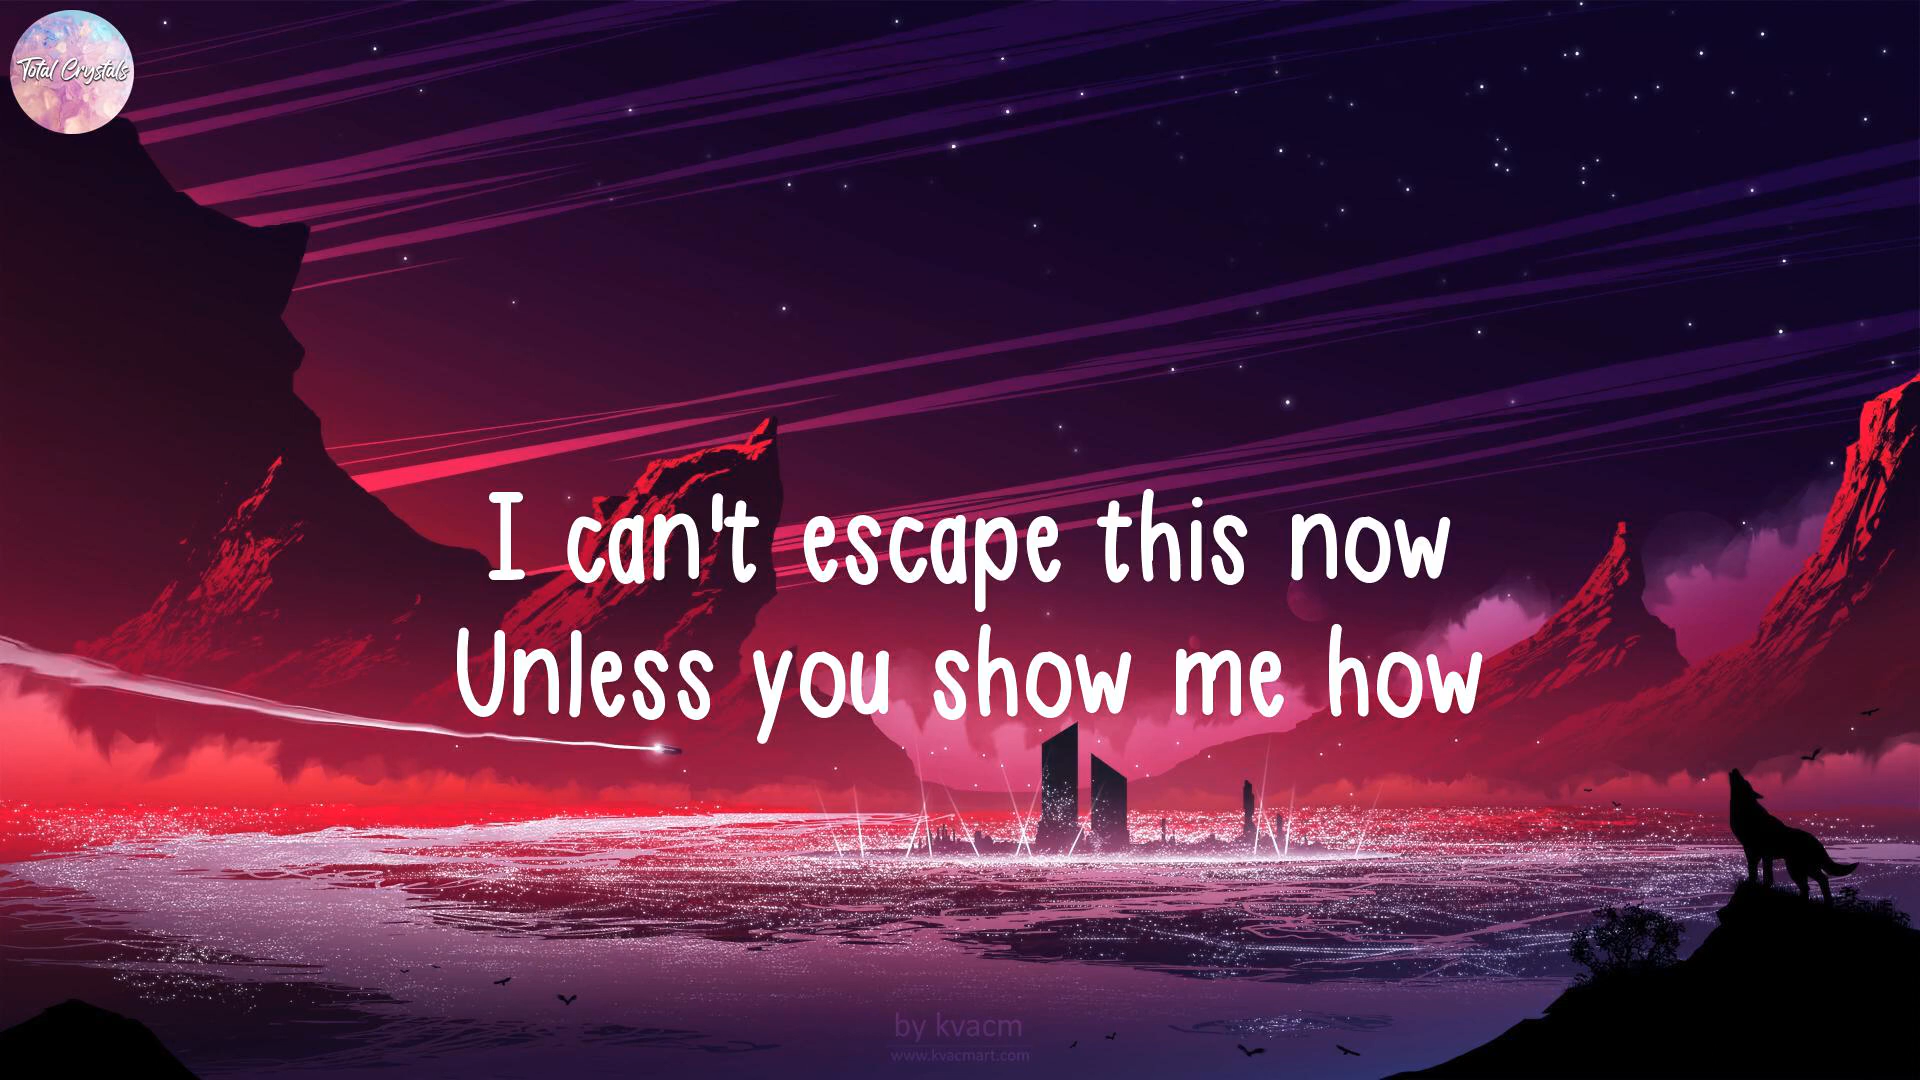 Total Crystals
I can't escape this now
Unless you show me how
by kvacm
www.kvacmart.com